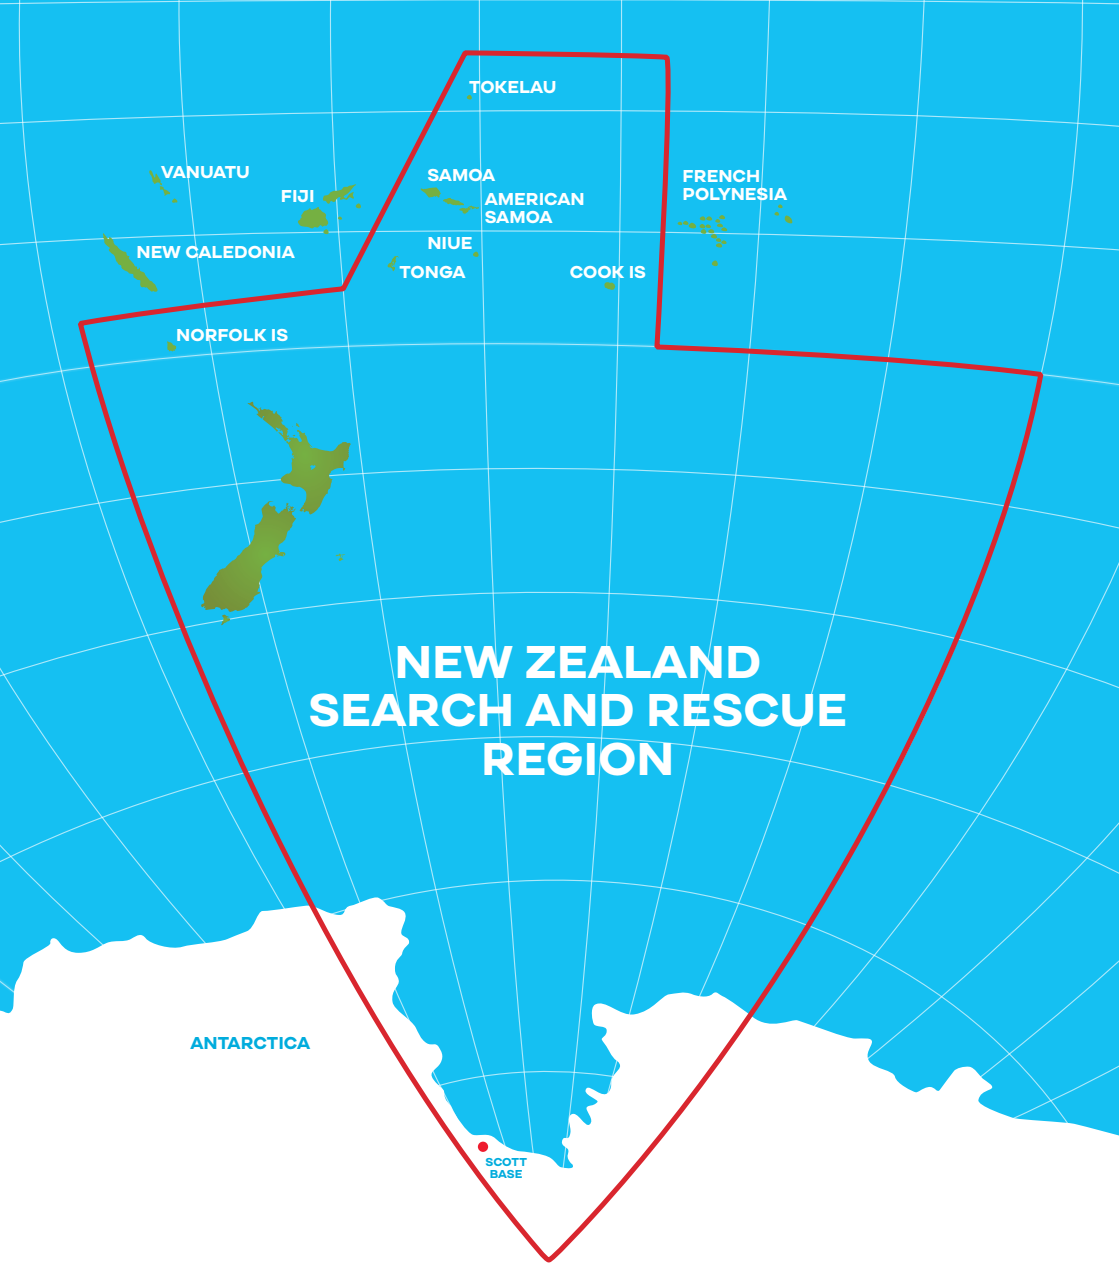 TOKELAU
VANUATU
SAMOA
FRENCH
POLYNESIA
FIJI
AMERICAN
SAMOA
NIUE
NEW CALEDONIA
TONGA
COOK IS
NORFOLK IS
NEW ZEALAND
SEARCH AND RESCUE
REGION
ANTARCTICA
SCOTT
BASE